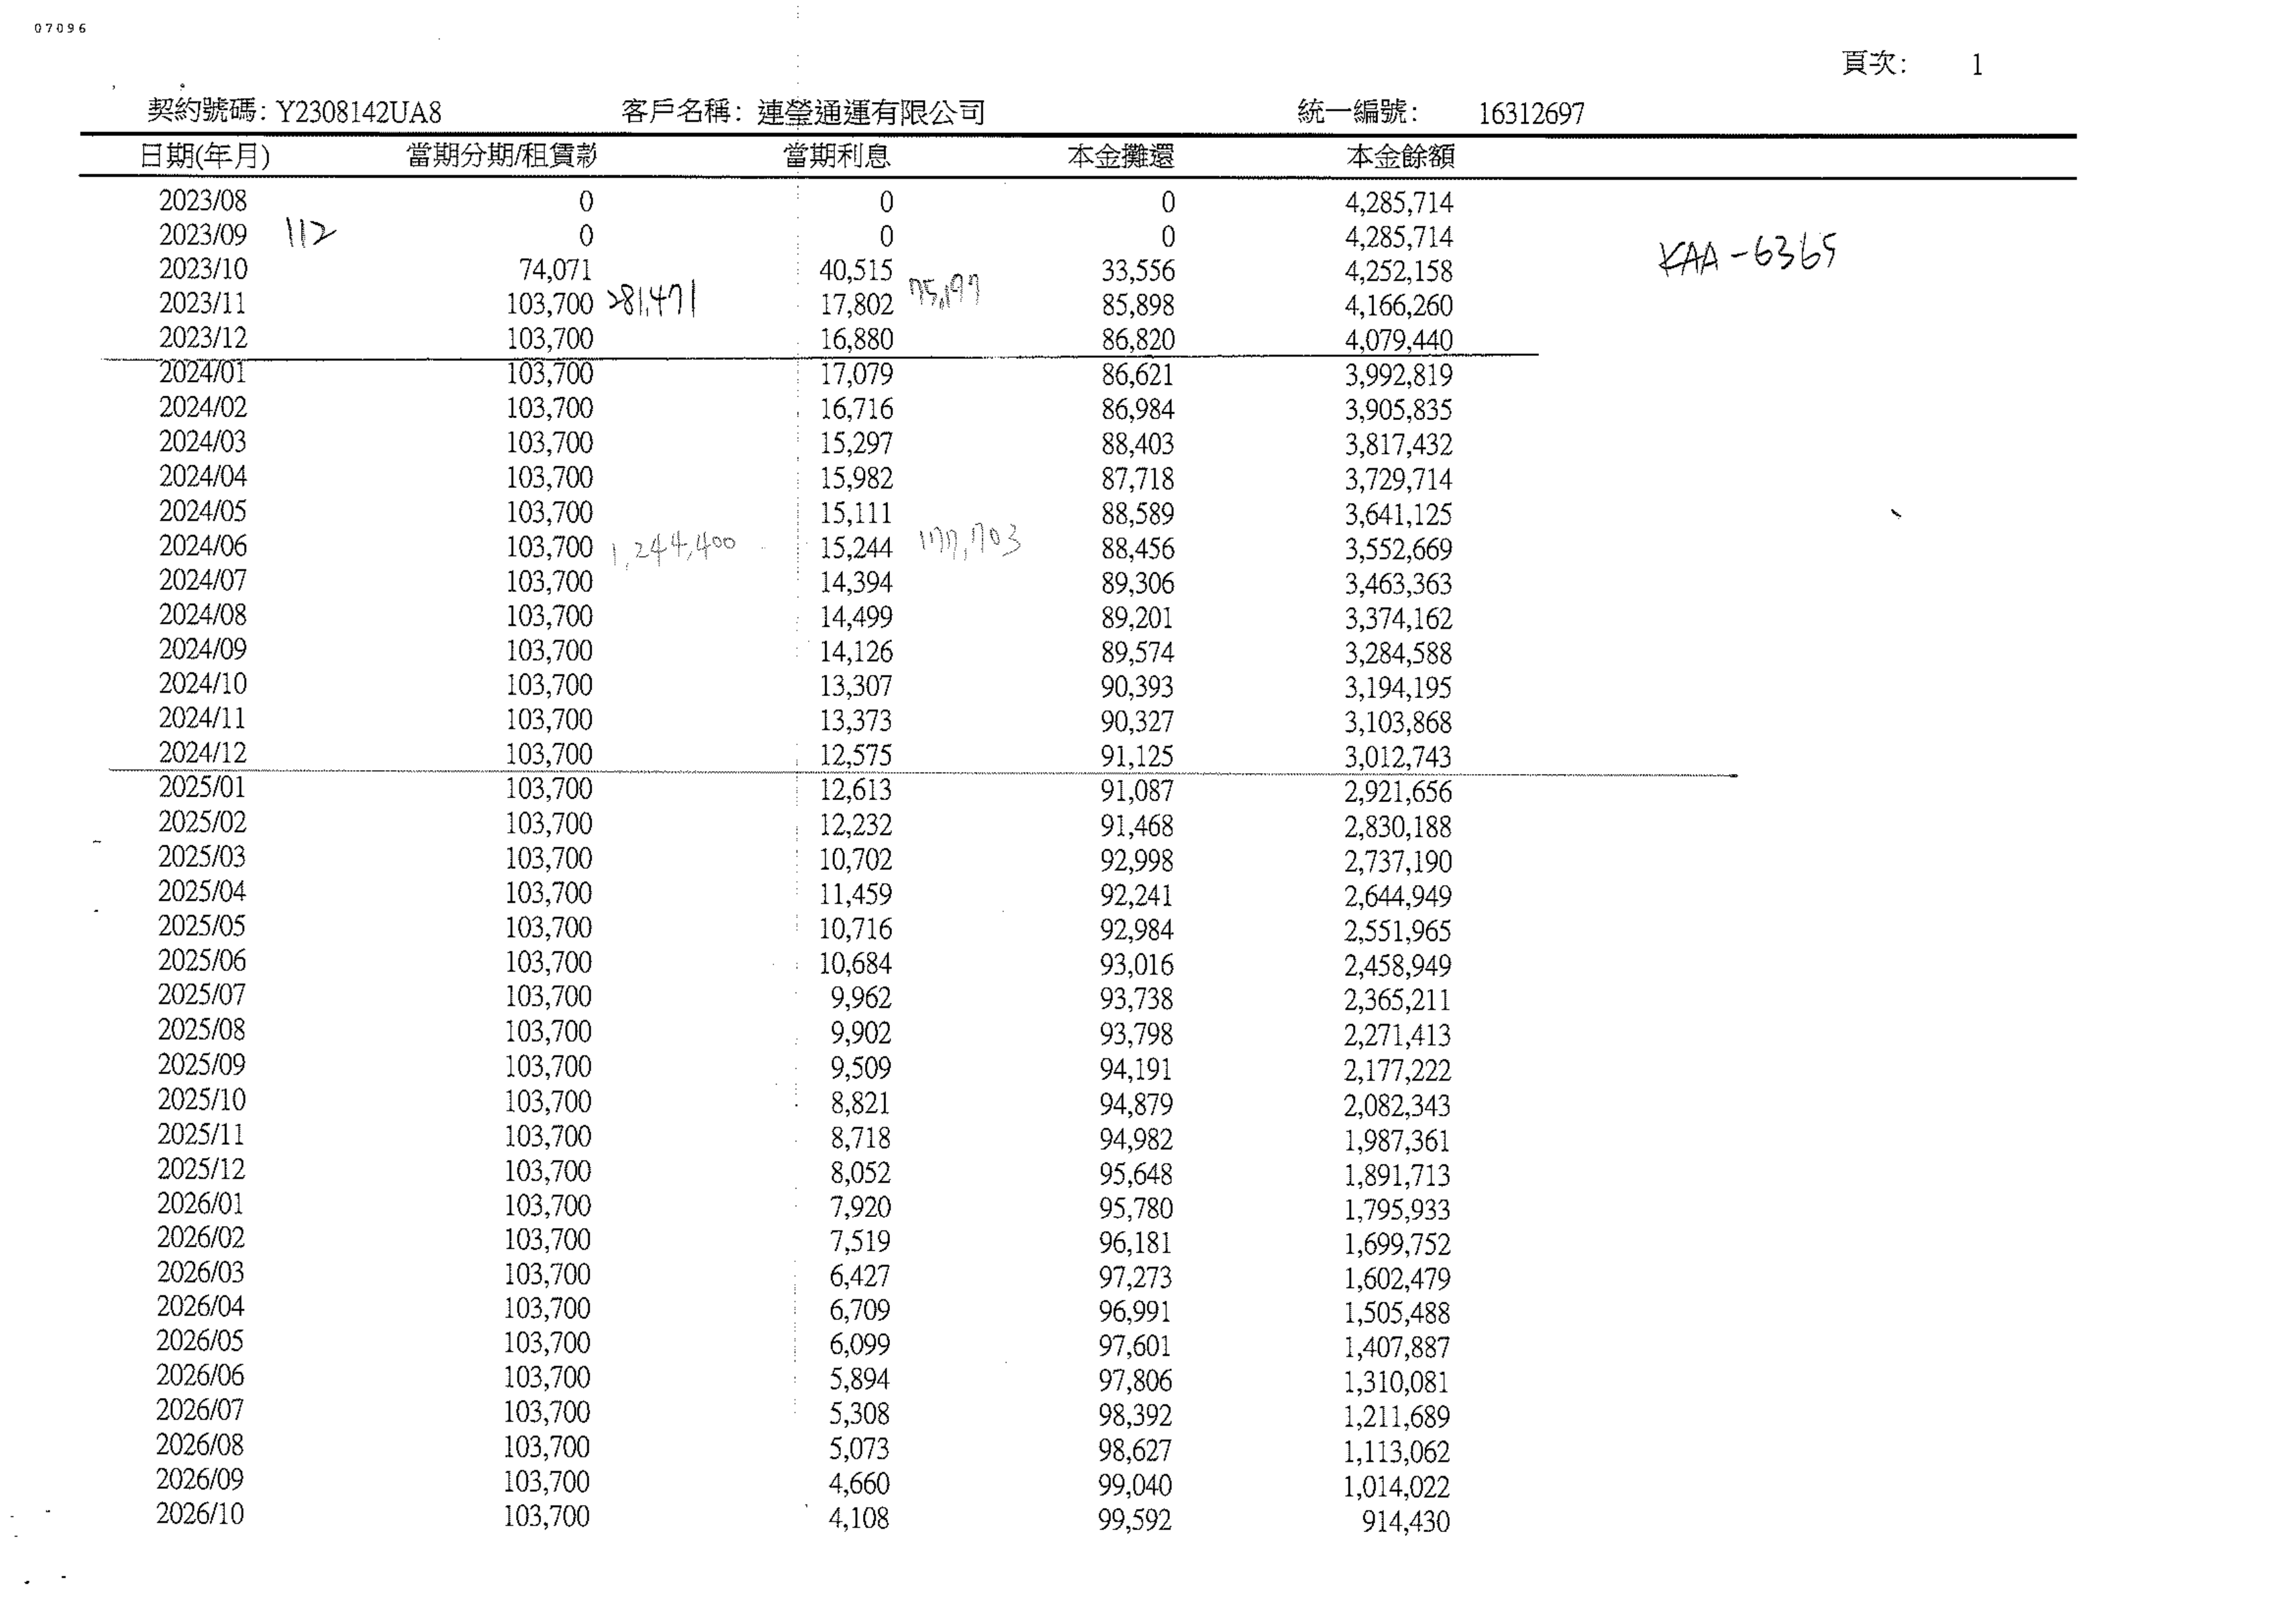 07096
頁次: 1
契約號碼: Y2308142UA8 客戶名稱: 連瑩通運有限公司 統一編號: 16312697
日期(年月) 當期分期/租賃款 當期利息 本金攤還 本金餘額
2023/08 0 0 0 4,285,714
2023/09 112 0 0 0 4,285,714
KAA-6365
2023/10 74,071 40,515 33,556 4,252,158
2023/11 103,700 281,471 17,802 75,197 85,898 4,166,260
2023/12 103,700 16,880 86,820 4,079,440
2024/01 103,700 17,079 86,621 3,992,819
2024/02 103,700 16,716 86,984 3,905,835
2024/03 103,700 15,297 88,403 3,817,432
2024/04 103,700 15,982 87,718 3,729,714
2024/05 103,700 15,111 88,589 3,641,125
2024/06 103,700 1,244,400 15,244 177,703 88,456 3,552,669
2024/07 103,700 14,394 89,306 3,463,363
2024/08 103,700 14,499 89,201 3,374,162
2024/09 103,700 14,126 89,574 3,284,588
2024/10 103,700 13,307 90,393 3,194,195
2024/11 103,700 13,373 90,327 3,103,868
2024/12 103,700 12,575 91,125 3,012,743
2025/01 103,700 12,613 91,087 2,921,656
2025/02 103,700 12,232 91,468 2,830,188
2025/03 103,700 10,702 92,998 2,737,190
2025/04 103,700 11,459 92,241 2,644,949
2025/05 103,700 10,716 92,984 2,551,965
2025/06 103,700 10,684 93,016 2,458,949
2025/07 103,700 9,962 93,738 2,365,211
2025/08 103,700 9,902 93,798 2,271,413
2025/09 103,700 9,509 94,191 2,177,222
2025/10 103,700 8,821 94,879 2,082,343
2025/11 103,700 8,718 94,982 1,987,361
2025/12 103,700 8,052 95,648 1,891,713
2026/01 103,700 7,920 95,780 1,795,933
2026/02 103,700 7,519 96,181 1,699,752
2026/03 103,700 6,427 97,273 1,602,479
2026/04 103,700 6,709 96,991 1,505,488
2026/05 103,700 6,099 97,601 1,407,887
2026/06 103,700 5,894 97,806 1,310,081
2026/07 103,700 5,308 98,392 1,211,689
2026/08 103,700 5,073 98,627 1,113,062
2026/09 103,700 4,660 99,040 1,014,022
2026/10 103,700 4,108 99,592 914,430